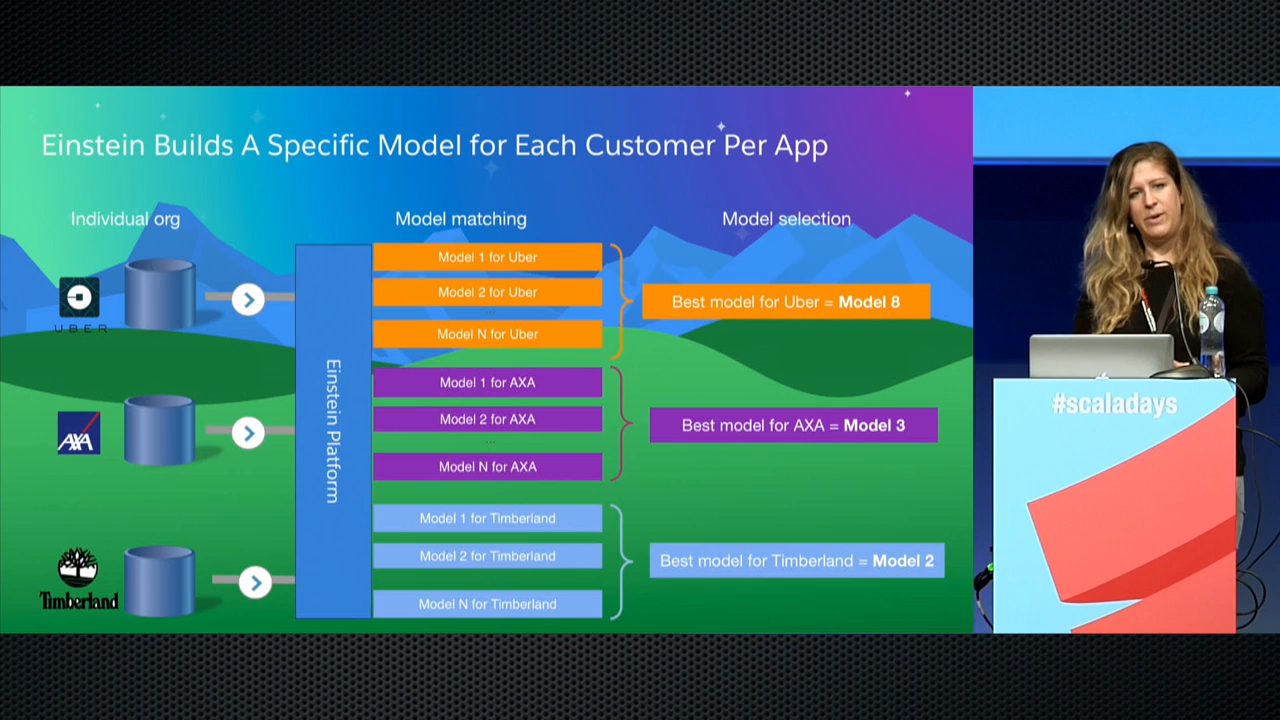 Einstein Builds A Specific Model for Each Customer Per App
Individual org
Model matching
Model selection
UBER
Einstein Platform
Model 1 for Uber
Model 2 for Uber
...
Model N for Uber
Best model for Uber = Model 8
AXA
Model 1 for AXA
Model 2 for AXA
...
Model N for AXA
Best model for AXA = Model 3
Timberland
Model 1 for Timberland
Model 2 for Timberland
Model N for Timberland
Best model for Timberland = Model 2
#scaladays